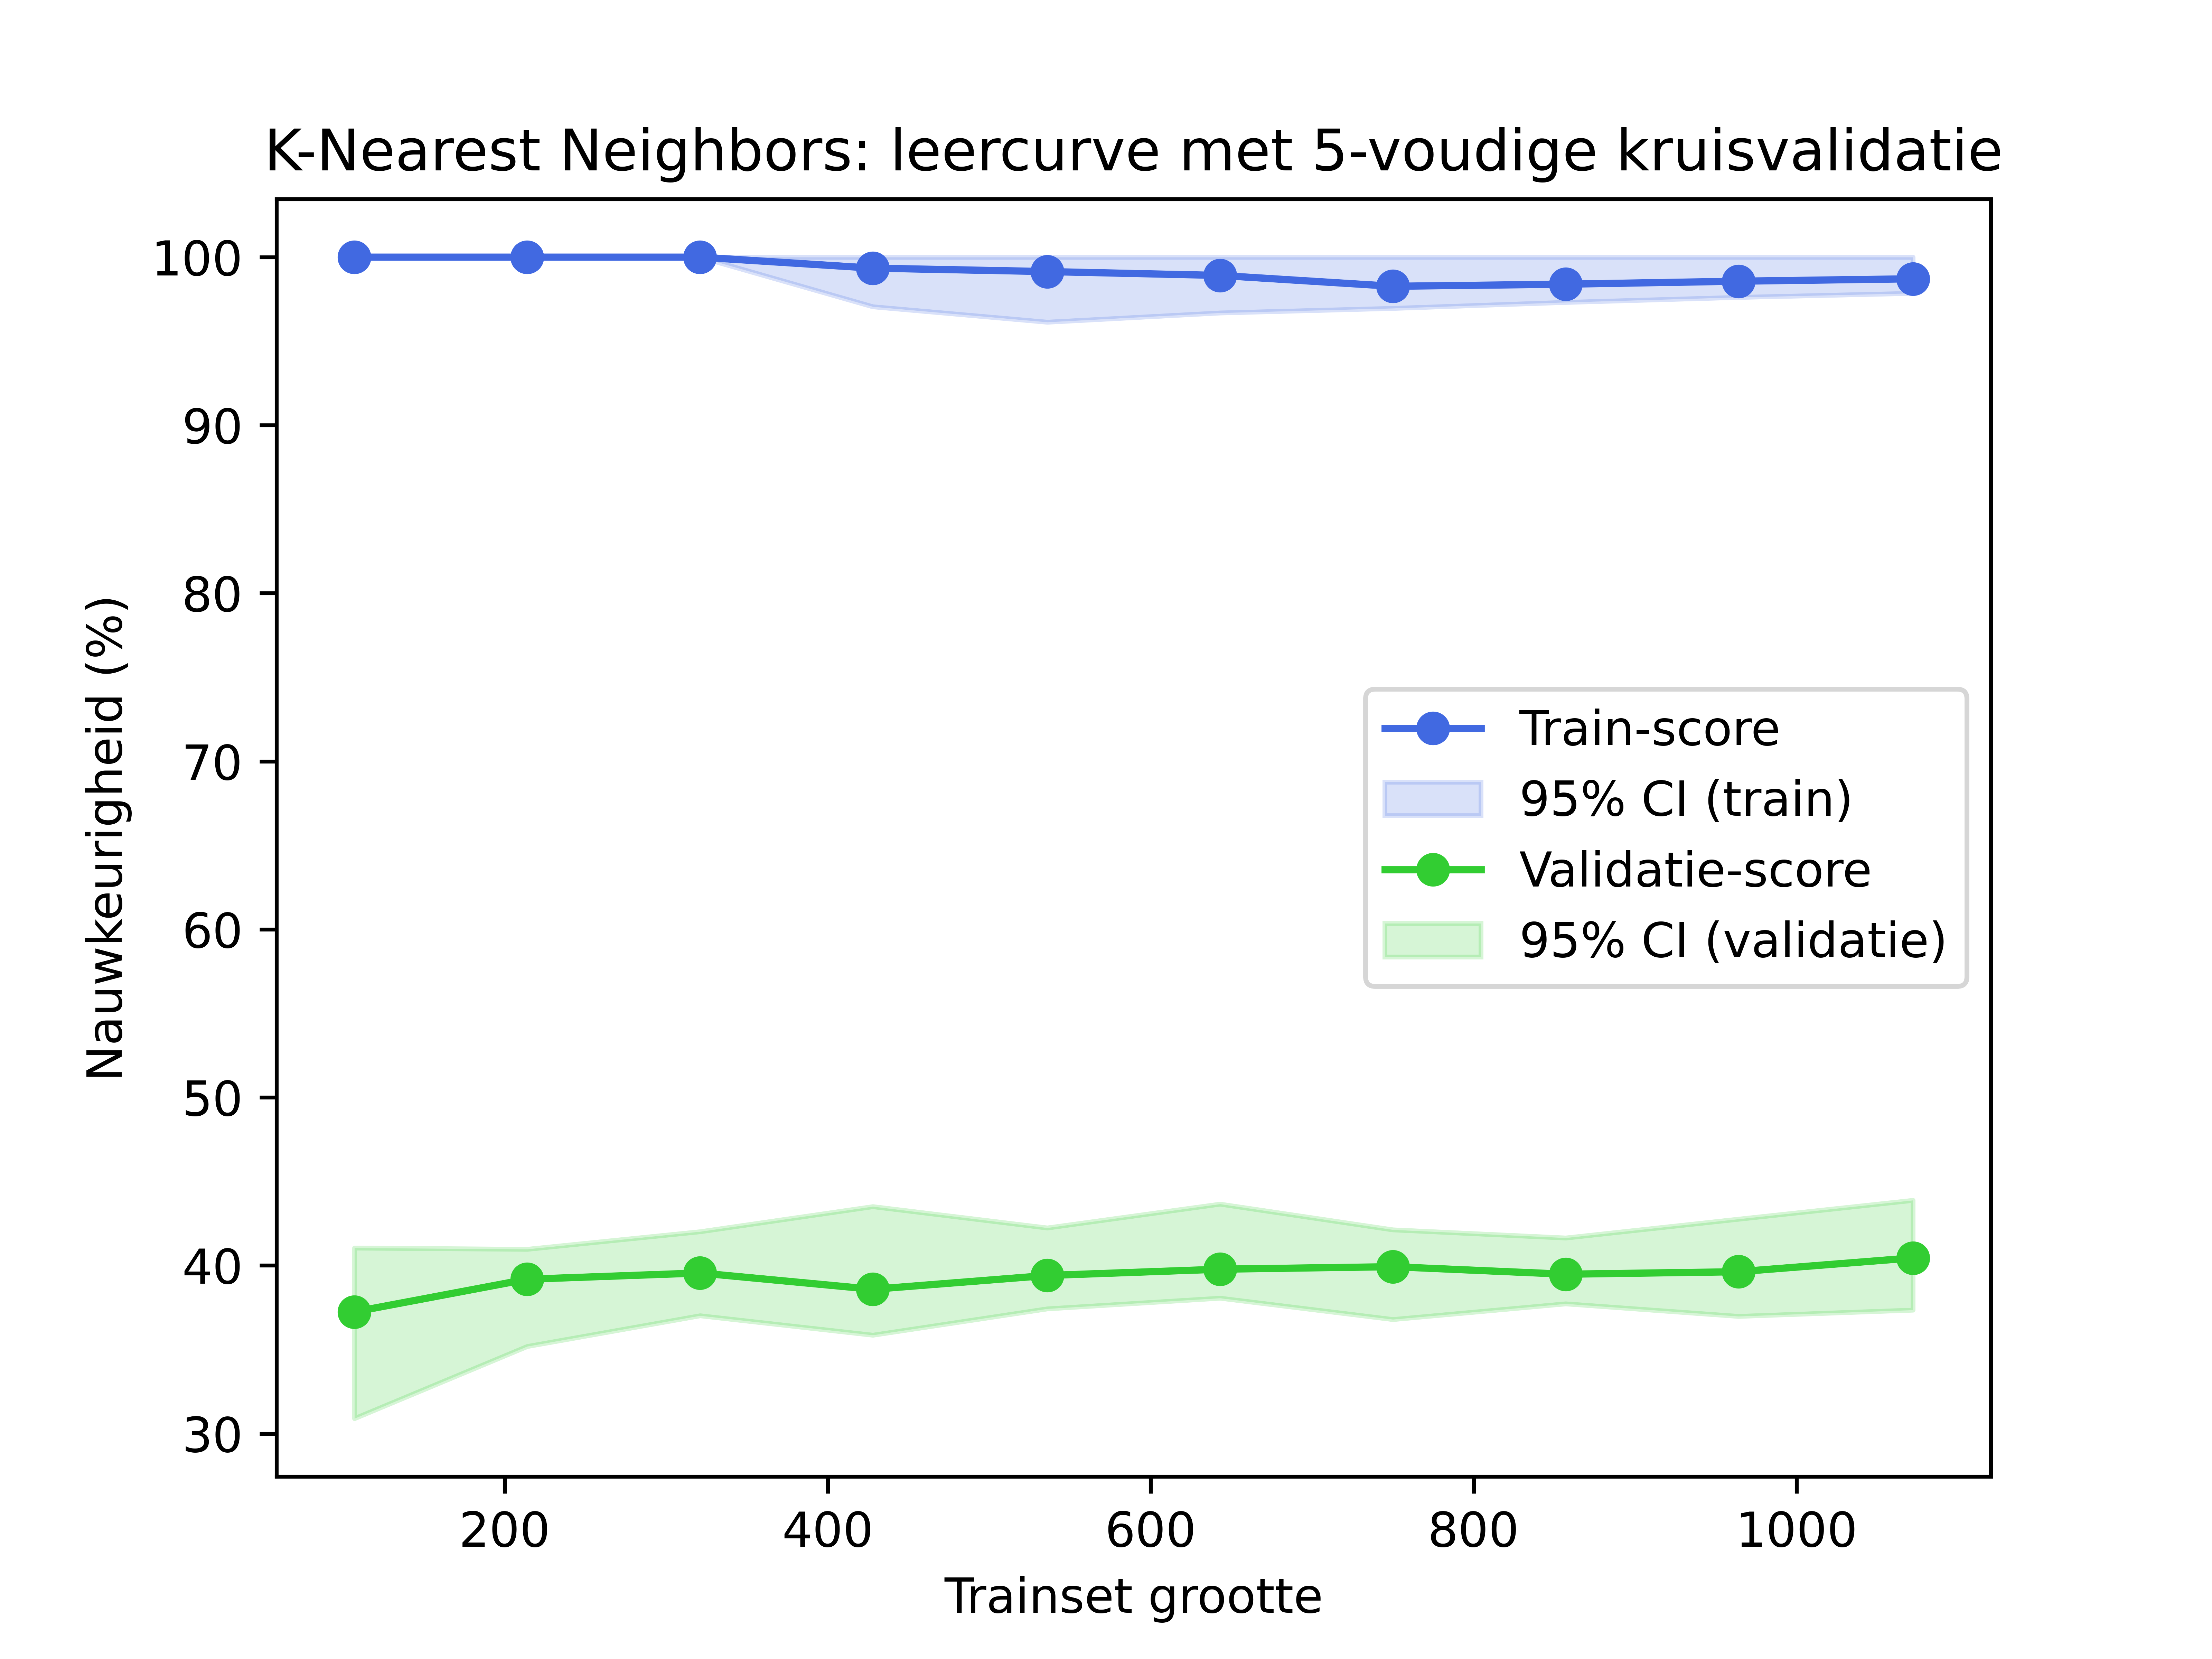 K-Nearest Neighbors: leercurve met 5-voudige kruisvalidatie
Nauwkeurigheid (%)
100
90
80
70
60
50
40
30
Train-score
95% CI (train)
Validatie-score
95% CI (validatie)
200 400 600 800 1000
Trainset grootte